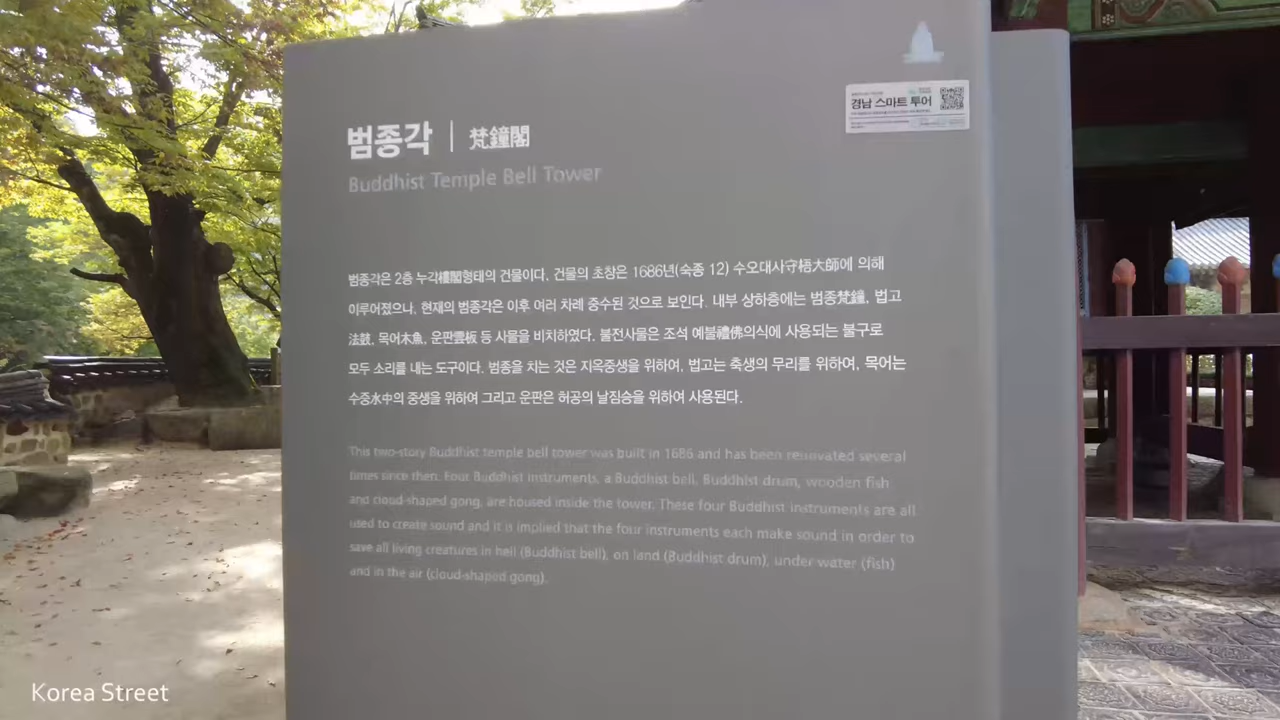 경남 스마트 투어
범종각 | 梵鐘閣
Buddhist Temple Bell Tower
범종각은 2층 누각樓閣형태의 건물이다. 건물의 초창은 1686년(숙종 12) 수오대사守梧大師에 의해
이루어졌으나, 현재의 범종각은 이후 여러 차례 중수된 것으로 보인다. 내부 상하층에는 범종梵鐘, 법고
法鼓, 목어木魚, 운판雲板 등 사물을 비치하였다. 불전사물은 조석 예불禮佛의식에 사용되는 불구로
모두 소리를 내는 도구이다. 범종을 치는 것은 지옥중생을 위하여, 법고는 축생의 무리를 위하여, 목어는
수중水中의 중생을 위하여 그리고 운판은 허공의 날짐승을 위하여 사용된다.
This two-story Buddhist temple bell tower was built in 1686 and has been renovated several
times since then. Four Buddhist instruments, a Buddhist bell, Buddhist drum, wooden fish
and cloud-shaped gong, are housed inside the tower. These four Buddhist instruments are all
used to create sound and it is implied that the four instruments each make sound in order to
save all living creatures in hell (Buddhist bell), on land (Buddhist drum), under water (fish)
and in the air (cloud-shaped gong).
Korea Street